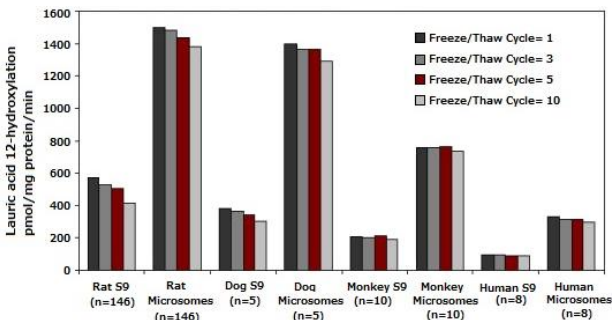 Lauric acid 12-hydroxylation
pmol/mg protein/min
1600
1400
1200
1000
800
600
400
200
0
Freeze/Thaw Cycle= 1
Freeze/Thaw Cycle= 3
Freeze/Thaw Cycle= 5
Freeze/Thaw Cycle= 10
Rat S9
(n=146)
Rat
Microsomes
(n=146)
Dog S9
(n=5)
Dog
Microsomes
(n=5)
Monkey S9
(n=10)
Monkey
Microsomes
(n=10)
Human S9
(n=8)
Human
Microsomes
(n=8)